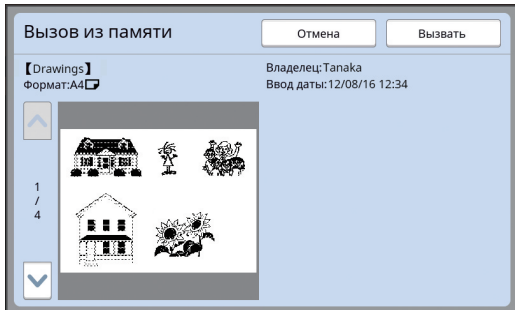 Вызов из памяти
Отмена
Вызвать
【Drawings】
Формат:A4
Владелец:Tanaka
Ввод даты:12/08/16 12:34
1
/
4